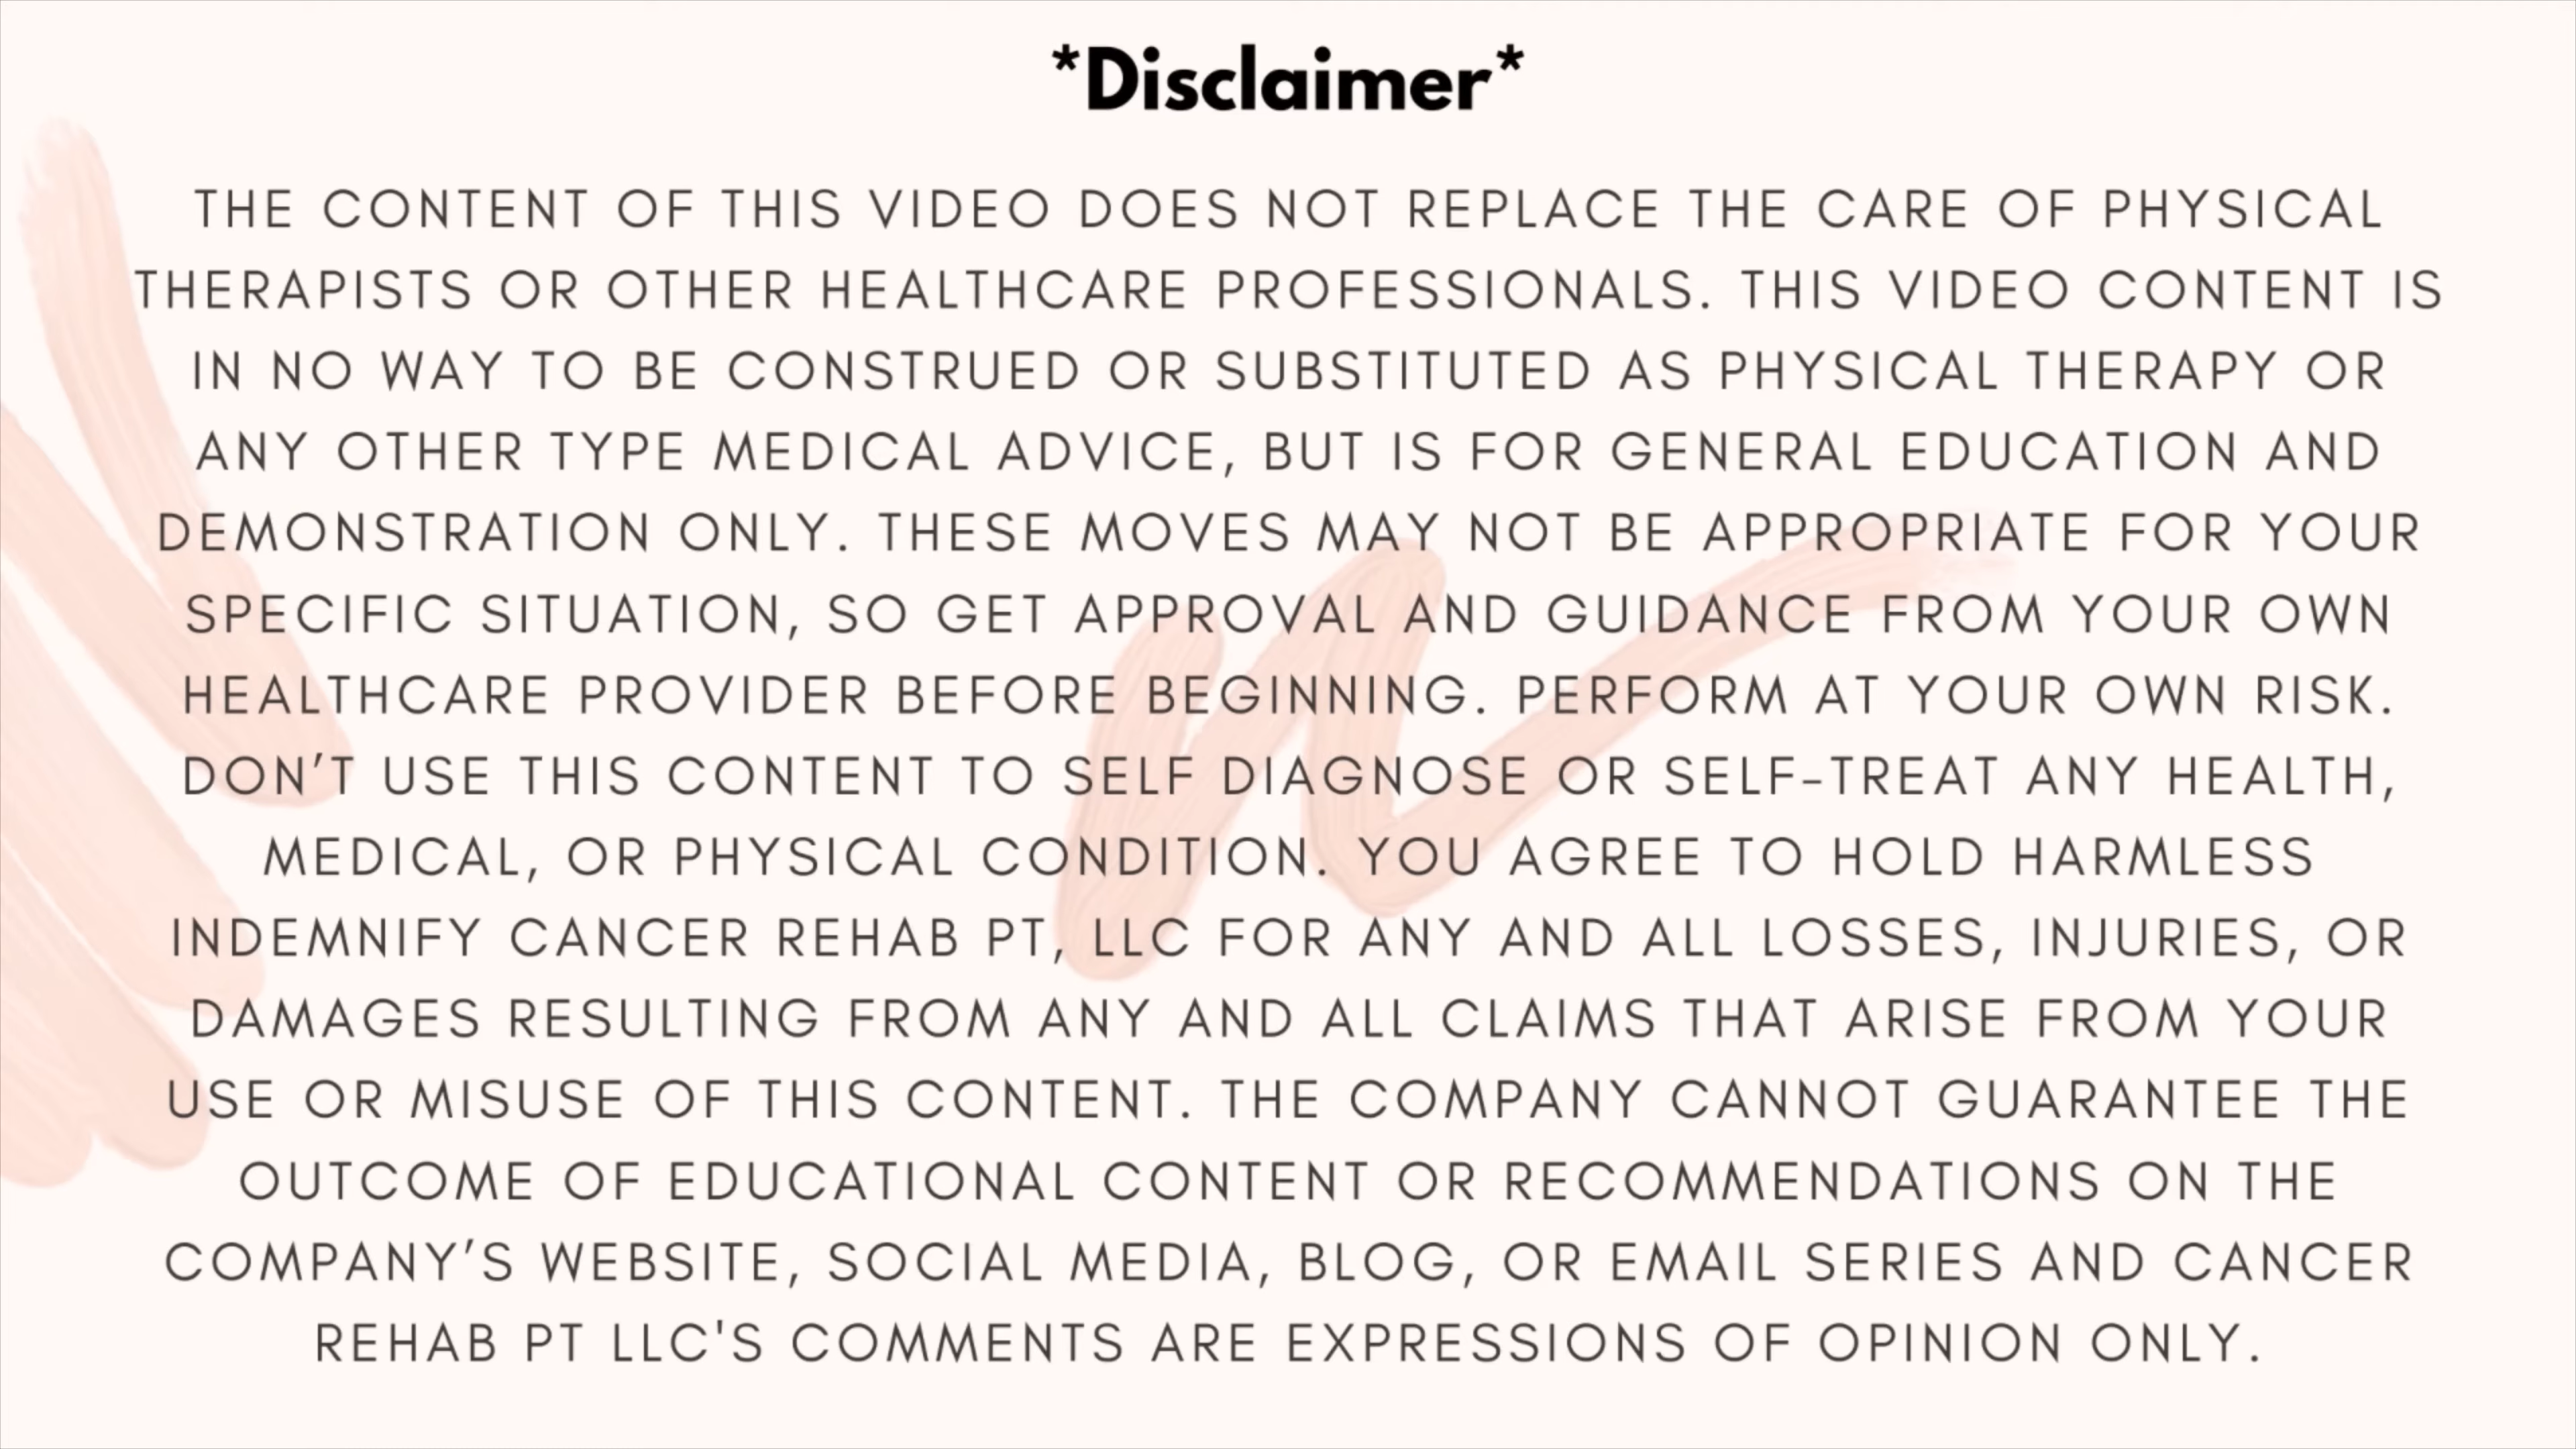 *Disclaimer*
THE CONTENT OF THIS VIDEO DOES NOT REPLACE THE CARE OF PHYSICAL
THERAPISTS OR OTHER HEALTHCARE PROFESSIONALS. THIS VIDEO CONTENT IS
IN NO WAY TO BE CONSTRUED OR SUBSTITUTED AS PHYSICAL THERAPY OR
ANY OTHER TYPE MEDICAL ADVICE, BUT IS FOR GENERAL EDUCATION AND
DEMONSTRATION ONLY. THESE MOVES MAY NOT BE APPROPRIATE FOR YOUR
SPECIFIC SITUATION, SO GET APPROVAL AND GUIDANCE FROM YOUR OWN
HEALTHCARE PROVIDER BEFORE BEGINNING. PERFORM AT YOUR OWN RISK.
DON’T USE THIS CONTENT TO SELF DIAGNOSE OR SELF-TREAT ANY HEALTH,
MEDICAL, OR PHYSICAL CONDITION. YOU AGREE TO HOLD HARMLESS
INDEMNIFY CANCER REHAB PT, LLC FOR ANY AND ALL LOSSES, INJURIES, OR
DAMAGES RESULTING FROM ANY AND ALL CLAIMS THAT ARISE FROM YOUR
USE OR MISUSE OF THIS CONTENT. THE COMPANY CANNOT GUARANTEE THE
OUTCOME OF EDUCATIONAL CONTENT OR RECOMMENDATIONS ON THE
COMPANY’S WEBSITE, SOCIAL MEDIA, BLOG, OR EMAIL SERIES AND CANCER
REHAB PT LLC'S COMMENTS ARE EXPRESSIONS OF OPINION ONLY.